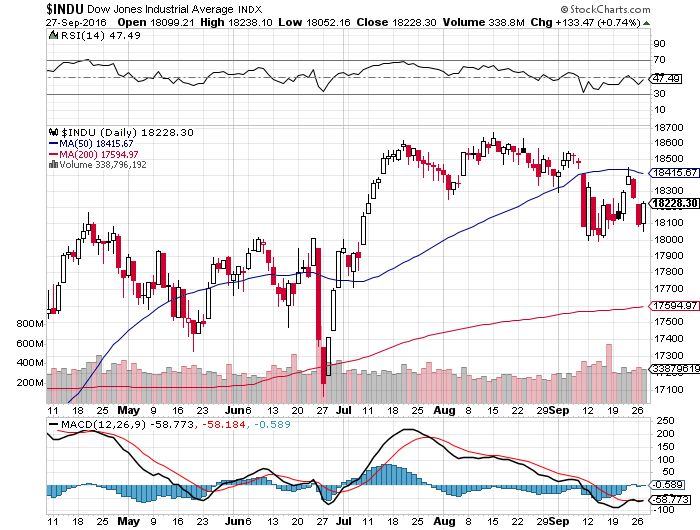 $INDU Dow Jones Industrial Average INDX © StockCharts.com
27-Sep-2016 Open 18099.21 High 18238.10 Low 18052.16 Close 18228.30 Volume 338.8M Chg +133.47 (+0.74%)
RSI(14) 47.49
90
70
50
47.49
30
10
$INDU (Daily) 18228.30
MA(50) 18415.67
MA(200) 17594.97
Volume 338,796,192
18700
18600
18500
18415.67
18300
18228.30
18100
18000
17900
17800
17700
17594.97
17500
17400
17300
17200
17100
338796192
800M
600M
400M
200M
11 18 25 May 9 16 23 Jun 6 13 20 27 Jul 11 18 25 Aug 8 15 22 29 Sep 12 19 26
MACD(12,26,9) -58.773, -58.184, -0.589
250
200
150
100
50
-0.589
-58.773
-100
11 18 25 May 9 16 23 Jun 6 13 20 27 Jul 11 18 25 Aug 8 15 22 29 Sep 12 19 26